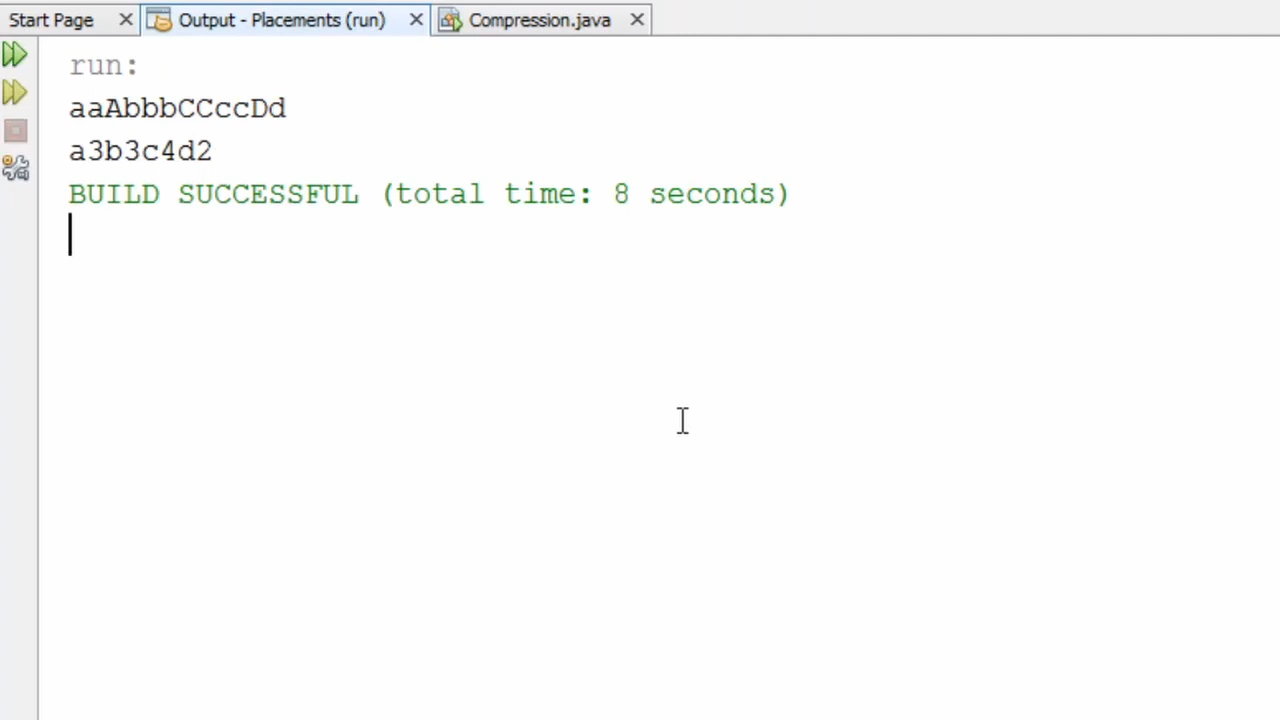 Start Page Output - Placements (run) Compression.java
run:
aaAbbbCCccDd
a3b3c4d2
BUILD SUCCESSFUL (total time: 8 seconds)